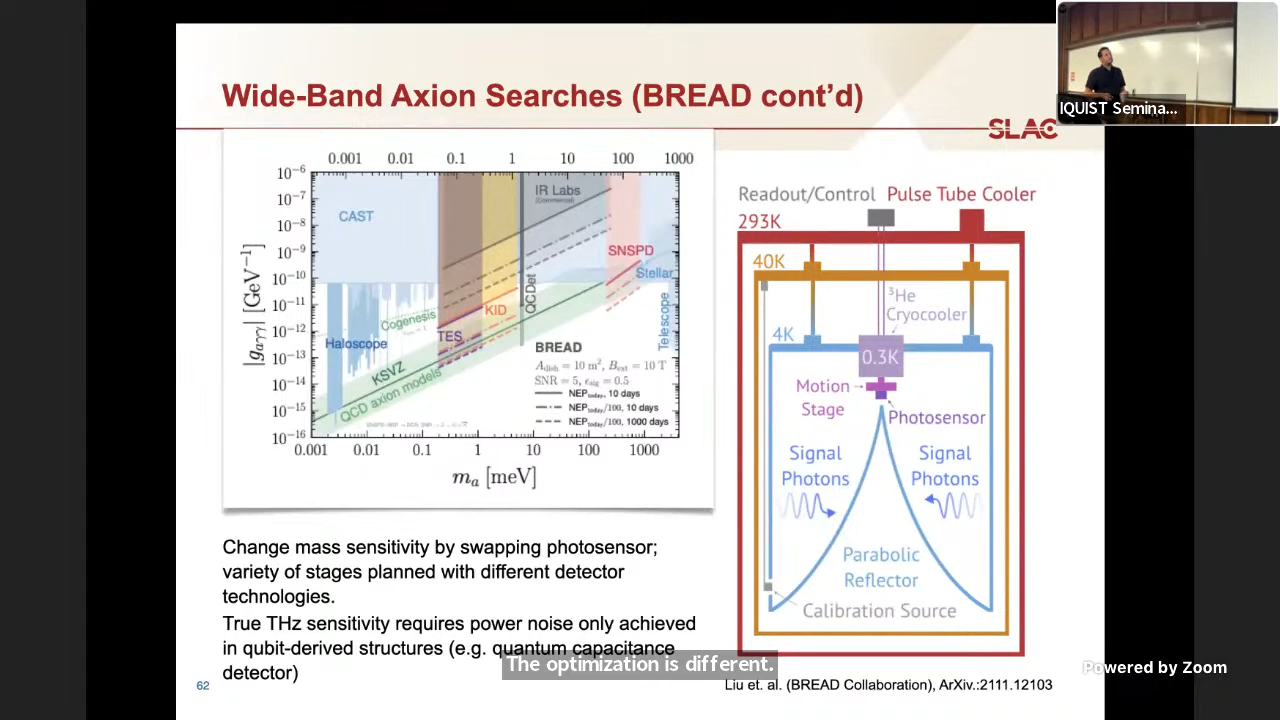 IQUIST Semina...
Wide-Band Axion Searches (BREAD cont'd)
SLAC
0.001 0.01 0.1 1 10 100 1000
10⁻⁶
10⁻⁷
10⁻⁸
10⁻⁹
10⁻¹⁰
10⁻¹¹
10⁻¹²
10⁻¹³
10⁻¹⁴
10⁻¹⁵
10⁻¹⁶
|gₐγγ| [GeV⁻¹]
CAST
IR Labs
(Commercial)
SNSPD
Stellar
QCDet
KID
Cogenesis
TES
Haloscope
Telescope
KSVZ
QCD axion models
BREAD
A_dish = 10 m², B_ext = 10 T
SNR = 5, ϵ_sig = 0.5
NEP_today, 10 days
NEP_today/100, 10 days
NEP_today/100, 1000 days
0.001 0.01 0.1 1 10 100 1000
mₐ [meV]
Readout/Control Pulse Tube Cooler
293K
40K
³He
Cryocooler
4K
0.3K
Motion
Stage
Photosensor
Signal
Photons
Signal
Photons
Parabolic
Reflector
Calibration Source
Change mass sensitivity by swapping photosensor;
variety of stages planned with different detector
technologies.
True THz sensitivity requires power noise only achieved
in qubit-derived structures (e.g. quantum capacitance
detector)
The optimization is different.
62
Liu et. al. (BREAD Collaboration), ArXiv.:2111.12103
Powered by Zoom